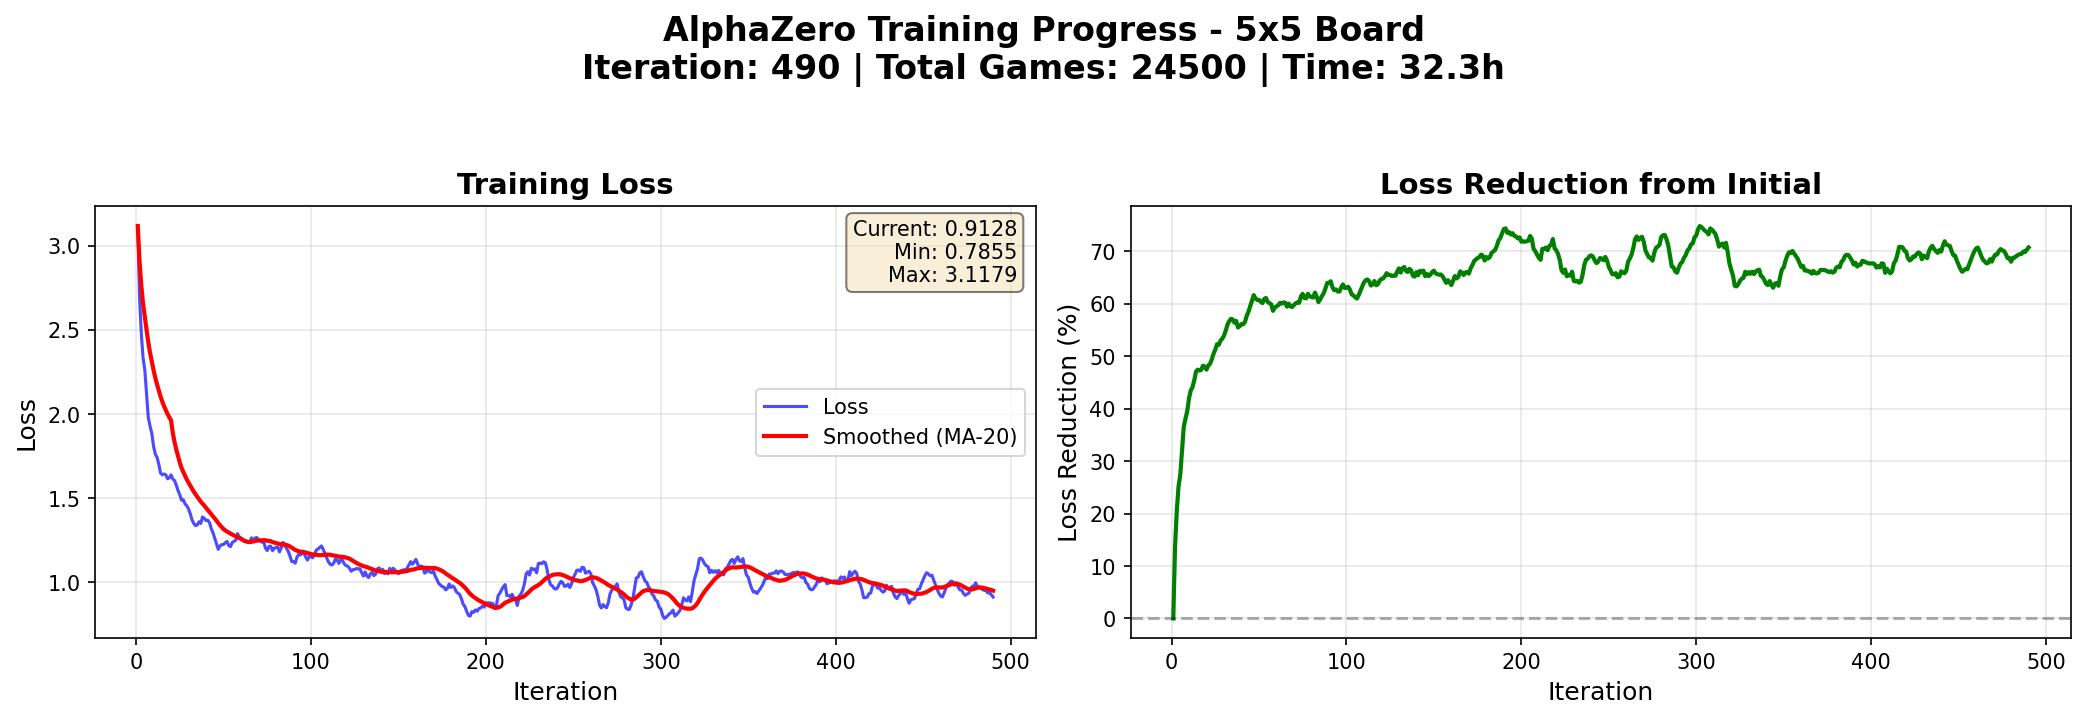 AlphaZero Training Progress - 5x5 Board
Iteration: 490 | Total Games: 24500 | Time: 32.3h
Training Loss
Current: 0.9128
Min: 0.7855
Max: 3.1179
Loss
Smoothed (MA-20)
Loss
3.0
2.5
2.0
1.5
1.0
0
100
200
300
400
500
Iteration
Loss Reduction from Initial
Loss Reduction (%)
70
60
50
40
30
20
10
0
0
100
200
300
400
500
Iteration